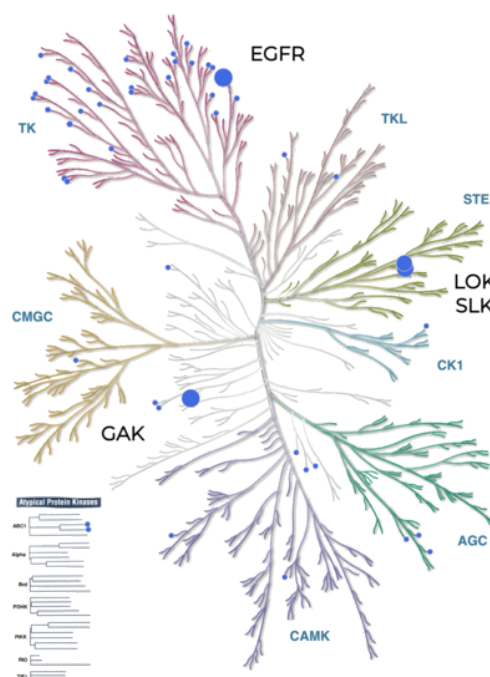 EGFR
TK
TKL
STE
LOK
SLK
CMGC
CK1
GAK
Atypical Protein Kinases
ABC1
Alpha
Brd
PDHK
PIKK
RIO
AGC
CAMK